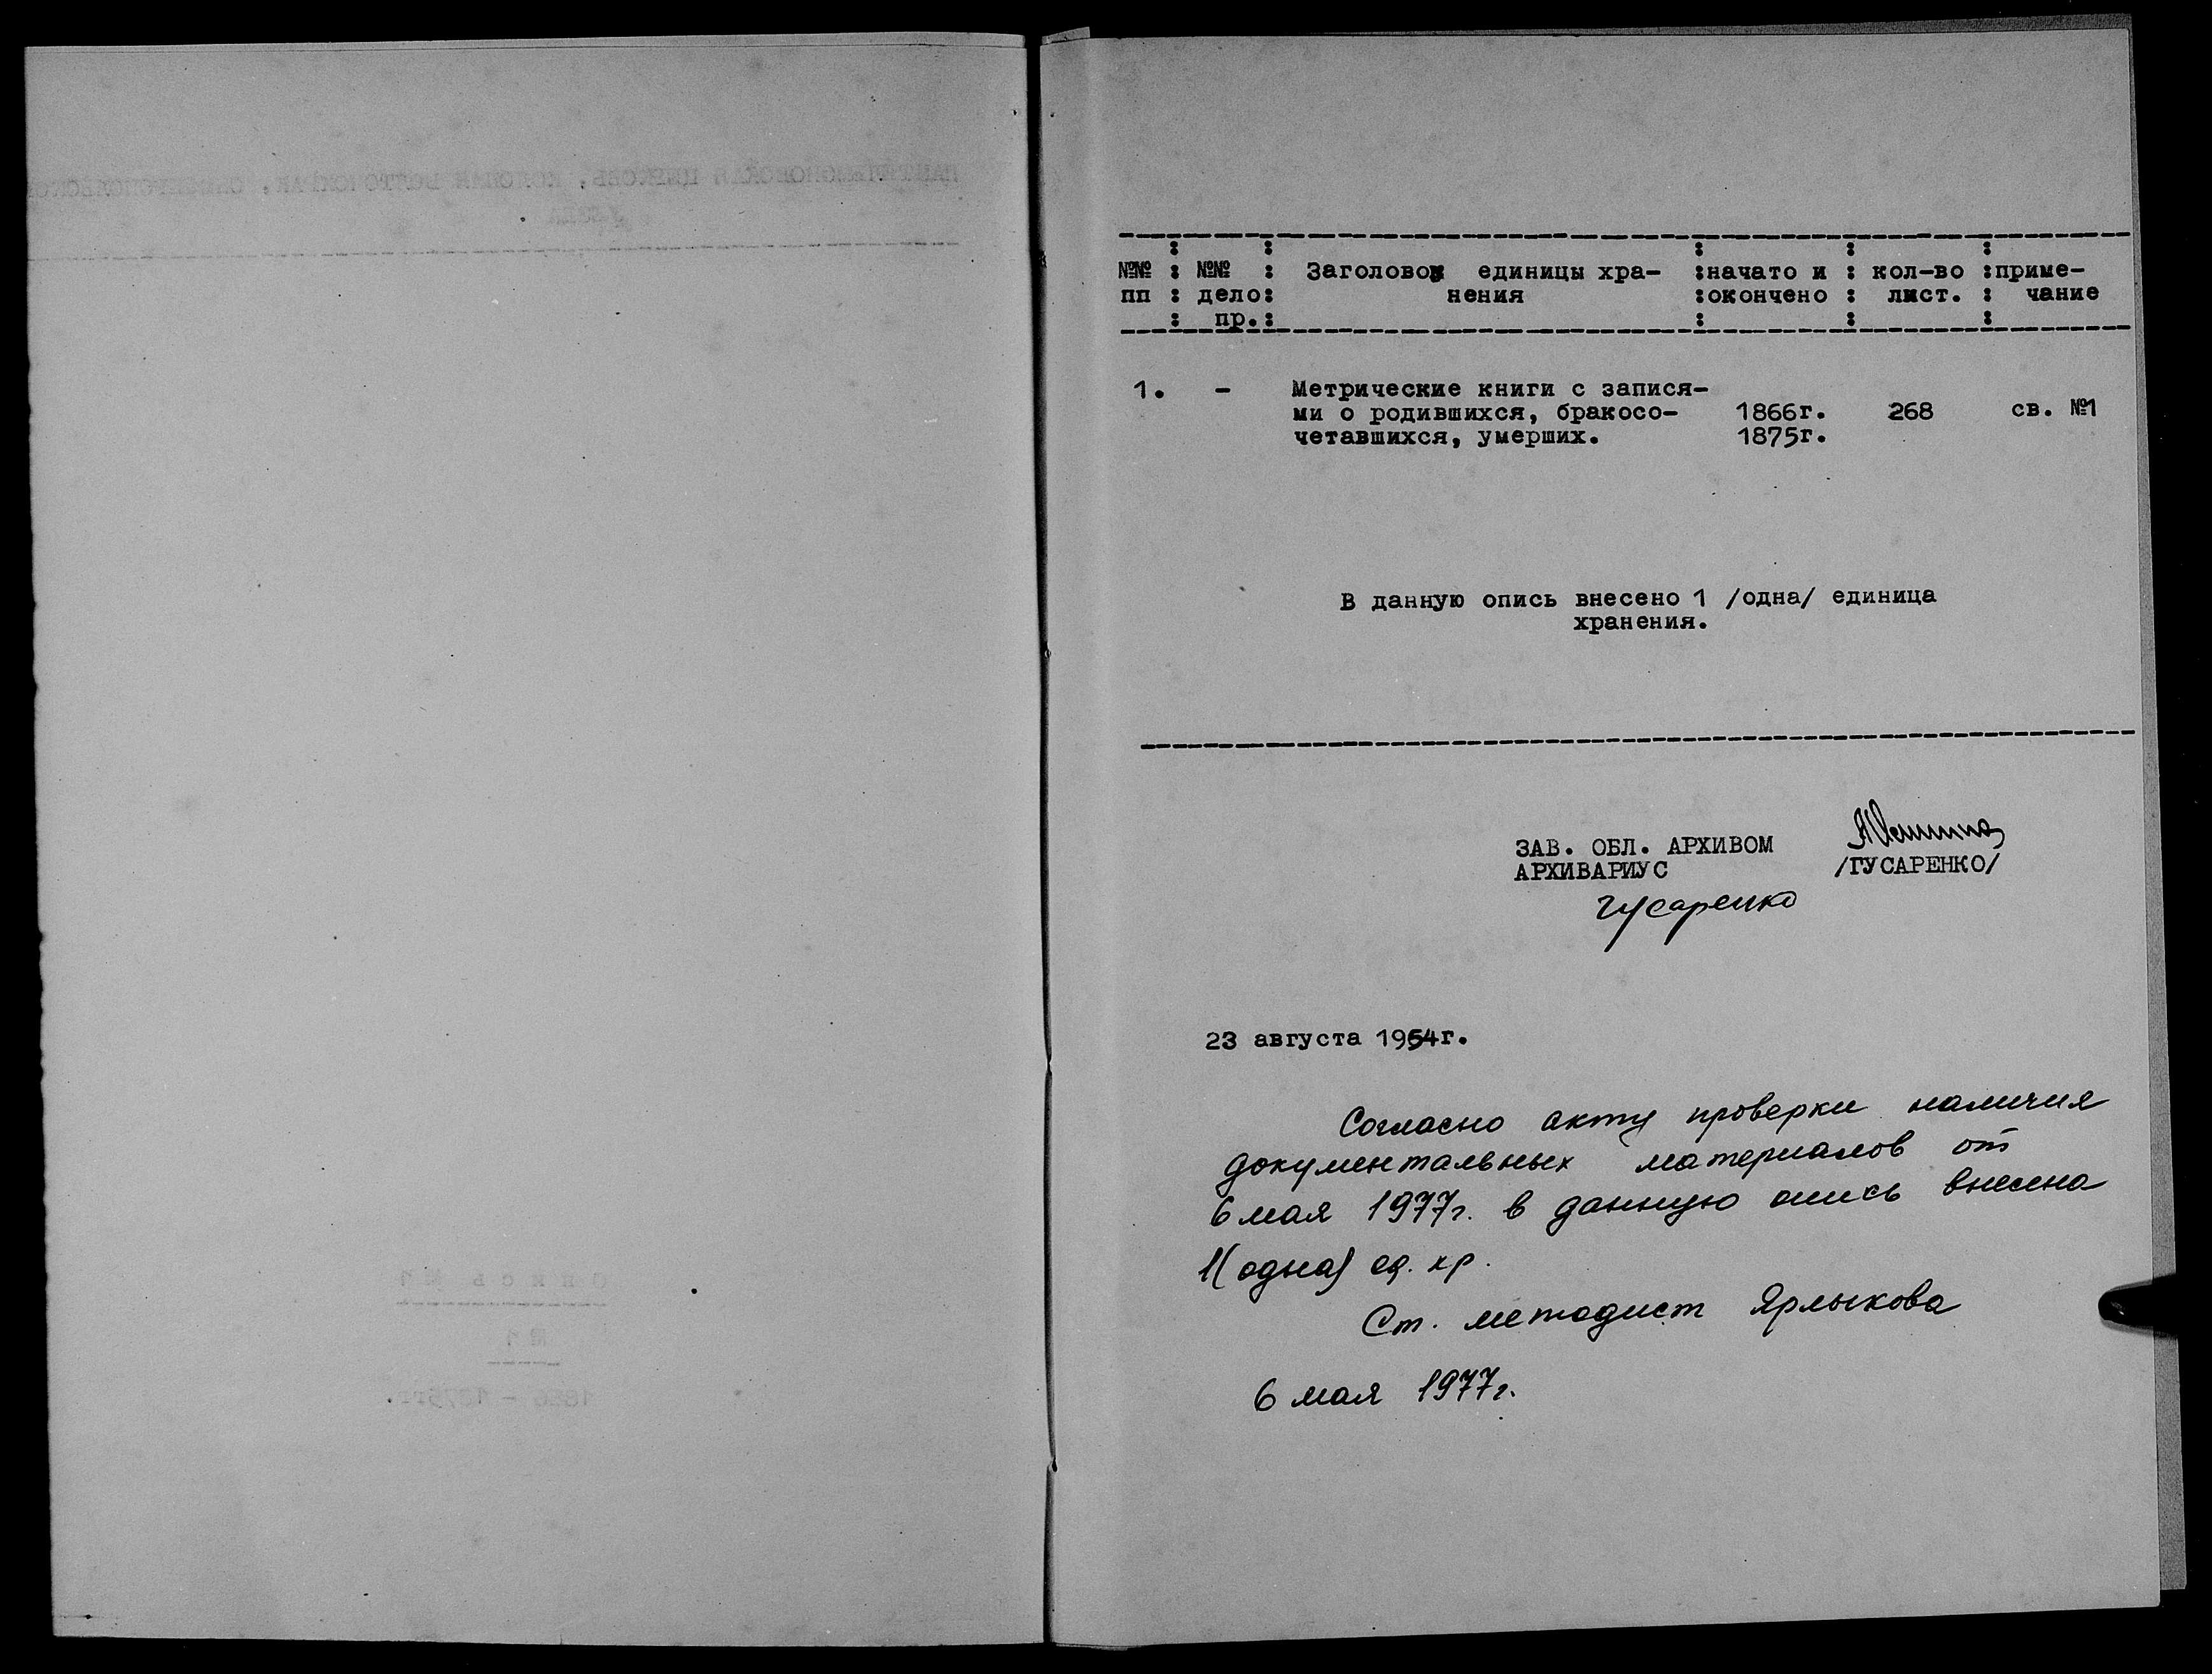 №№ : №№ : Заголовок единицы хра- :начато и : кол-во :приме-
пп : дело: нения :окончено : лист. : чание
: пр.: : : :
1. - Метрические книги с запися-
ми о родившихся, бракосо- 1866г. 268 св. №1
четавшихся, умерших. 1875г.
В данную опись внесено 1 /одна/ единица
хранения.
ЗАВ. ОБЛ. АРХИВОМ
АРХИВАРИУС /ГУСАРЕНКО/
Гусаренко
23 августа 1954г.
Согласно акту проверки наличия
документальных материалов от
6 мая 1977г. в данную опись внесена
1(одна) ед. хр.
Ст. методист Ярлыкова
6 мая 1977г.